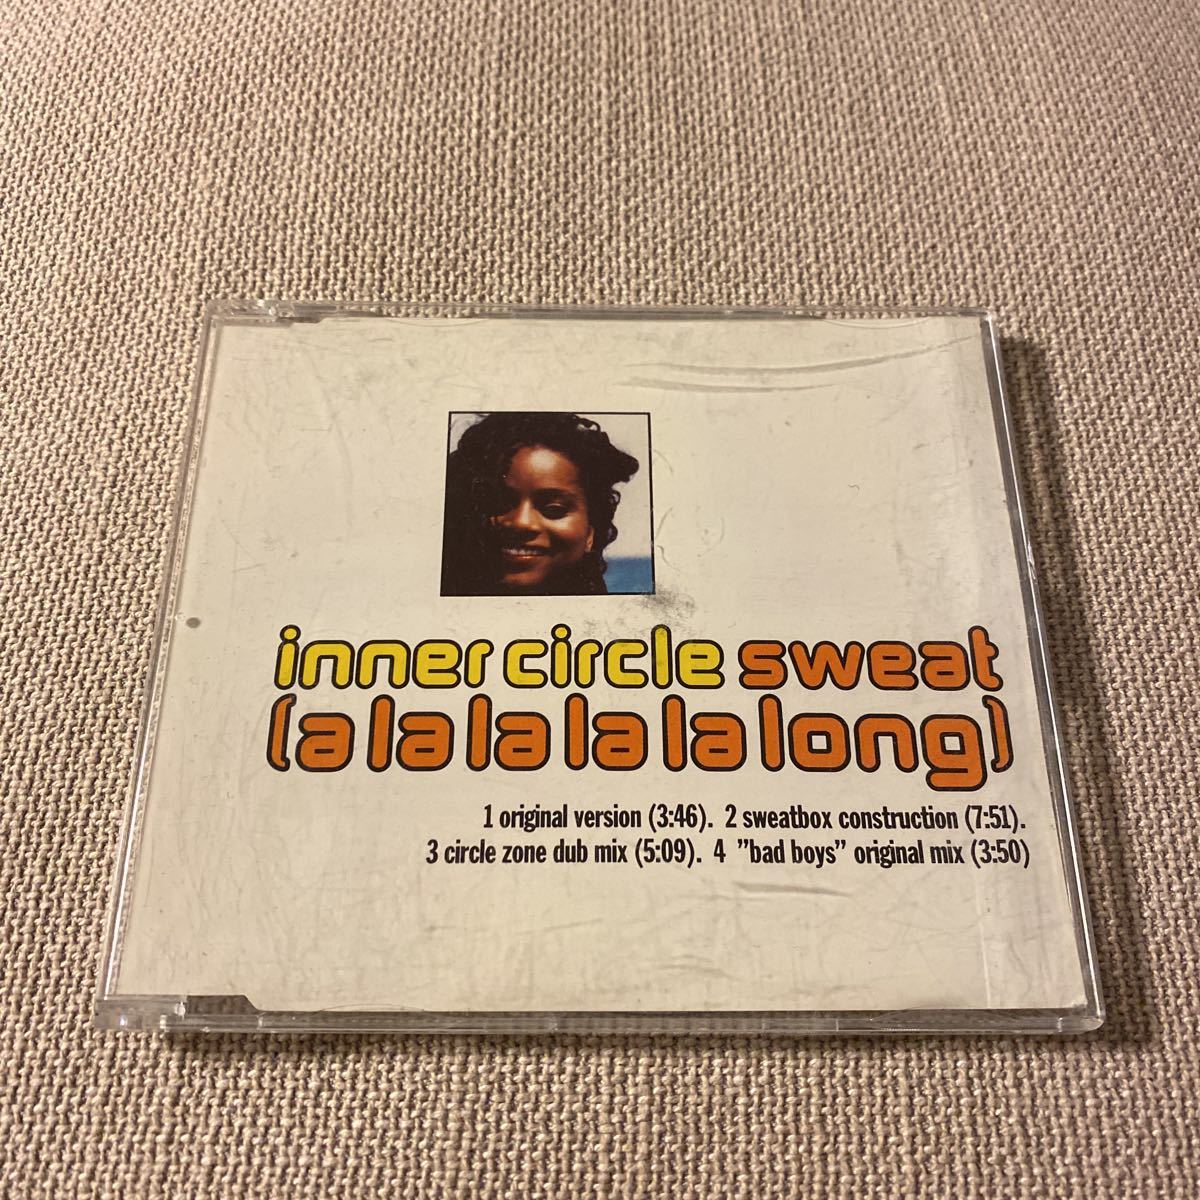 inner circle sweat
(a la la la la long)
1 original version (3:46). 2 sweatbox construction (7:51).
3 circle zone dub mix (5:09). 4 "bad boys" original mix (3:50)